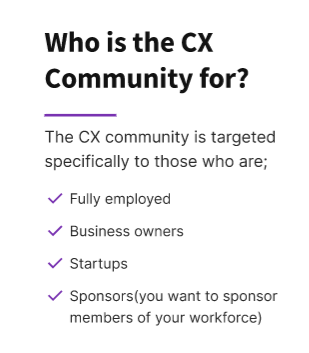 Who is the CX
Community for?
The CX community is targeted
specifically to those who are;
Fully employed
Business owners
Startups
Sponsors(you want to sponsor
members of your workforce)